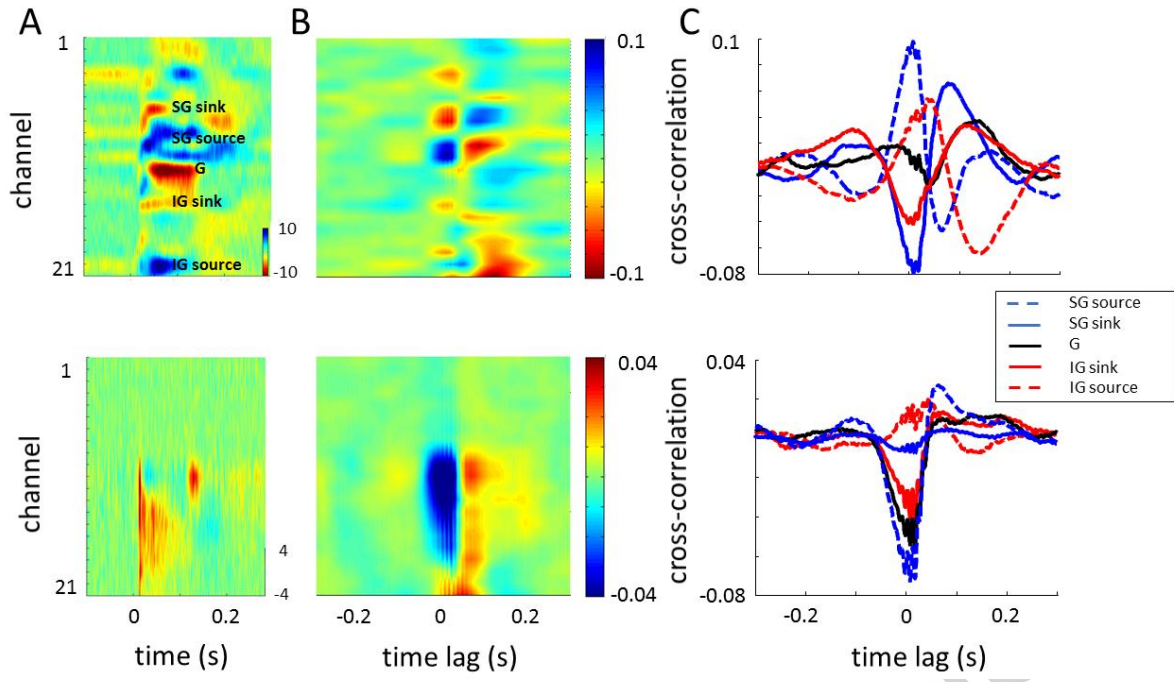 A
B
C
1
channel
21
SG sink
SG source
G
IG sink
IG source
10
-10
0
0.2
-0.2
0
0.2
time lag (s)
0.1
-0.1
0.1
cross-correlation
-0.08
SG source
SG sink
G
IG sink
IG source
1
channel
21
4
-4
time (s)
0.04
-0.04
0.04
cross-correlation
-0.08
-0.2
0
0.2
time lag (s)